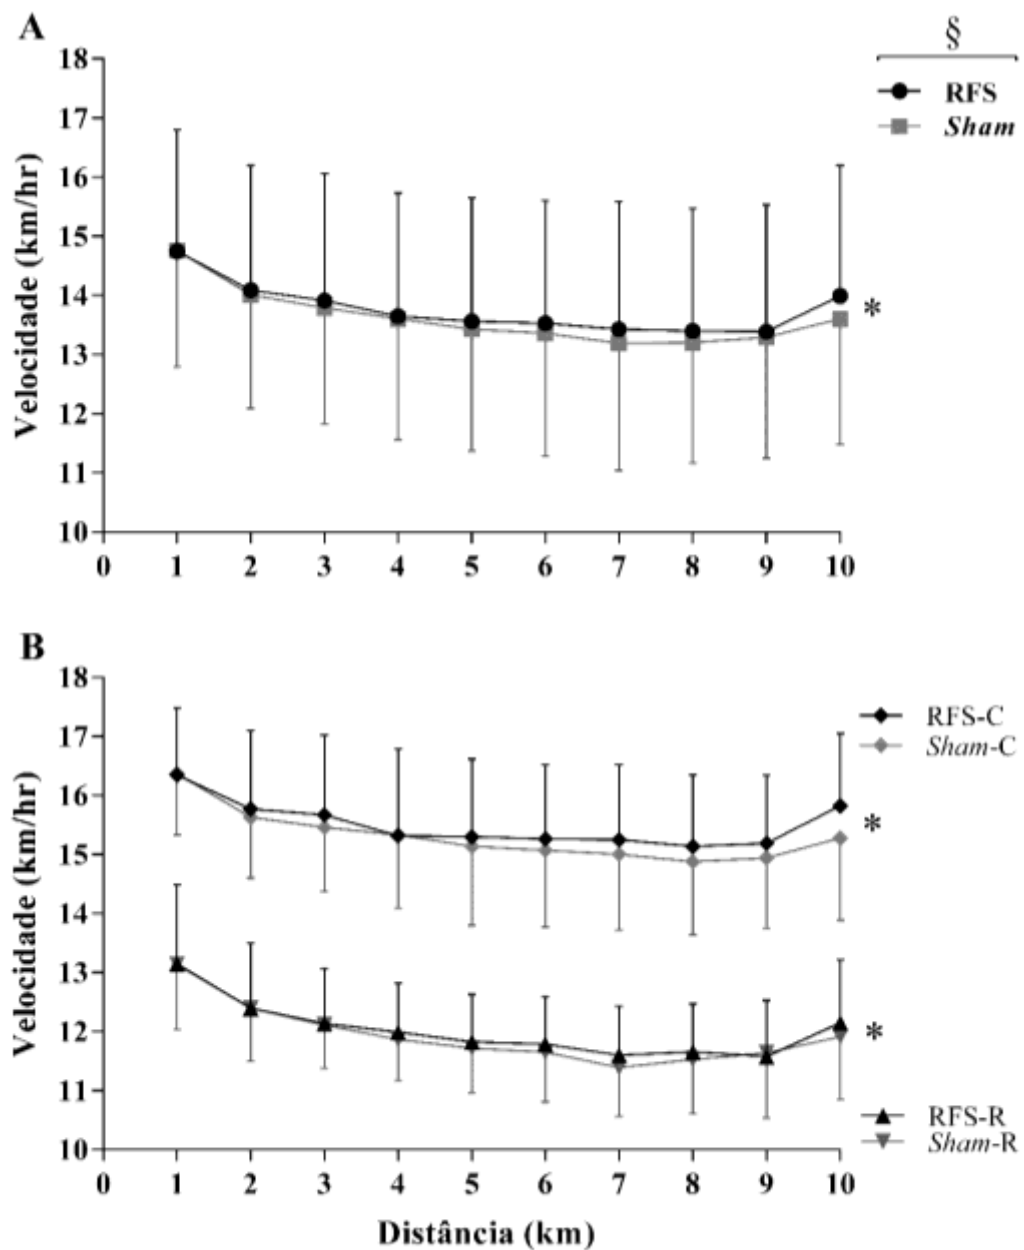 A
§
RFS
Sham
Velocidade (km/hr)
18
17
16
15
14
13
12
11
10
*
0 1 2 3 4 5 6 7 8 9 10
B
RFS-C
Sham-C
Velocidade (km/hr)
18
17
16
15
14
13
12
11
10
*
*
RFS-R
Sham-R
0 1 2 3 4 5 6 7 8 9 10
Distância (km)